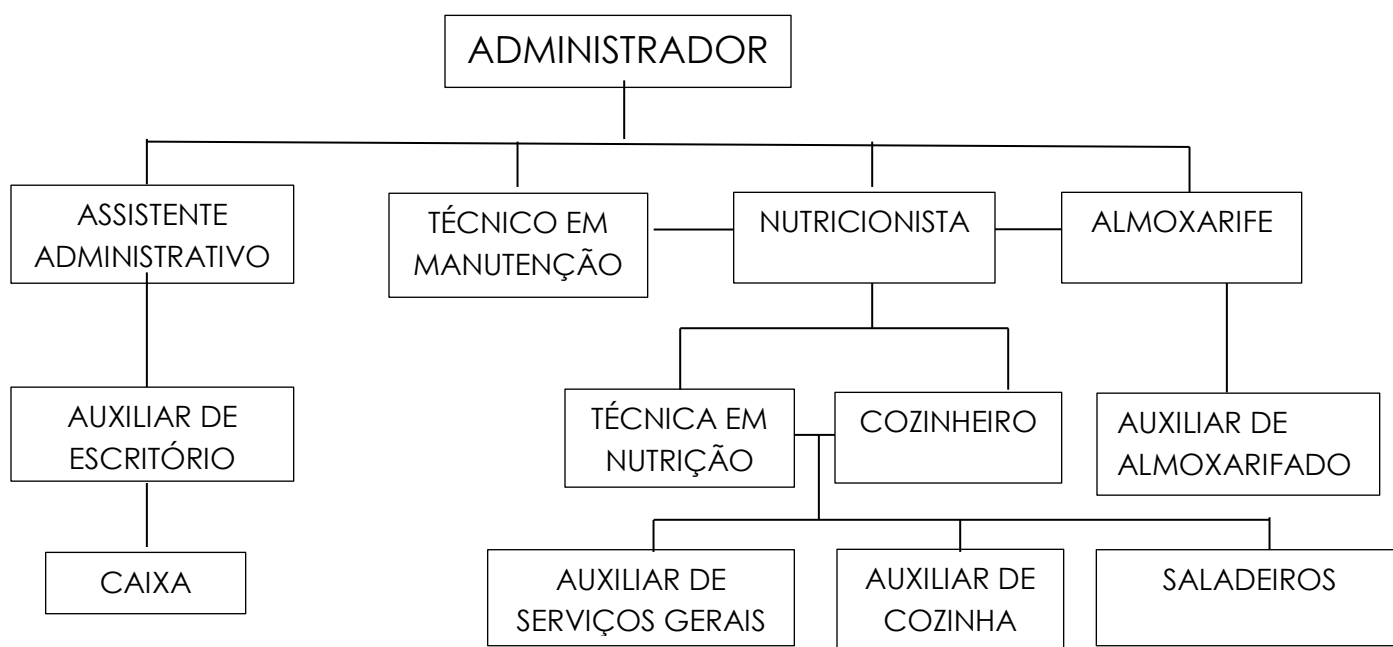 ADMINISTRADOR
ASSISTENTE
ADMINISTRATIVO
TÉCNICO EM
MANUTENÇÃO
NUTRICIONISTA
ALMOXARIFE
AUXILIAR DE
ESCRITÓRIO
TÉCNICA EM
NUTRIÇÃO
COZINHEIRO
AUXILIAR DE
ALMOXARIFADO
CAIXA
AUXILIAR DE
SERVIÇOS GERAIS
AUXILIAR DE
COZINHA
SALADEIROS